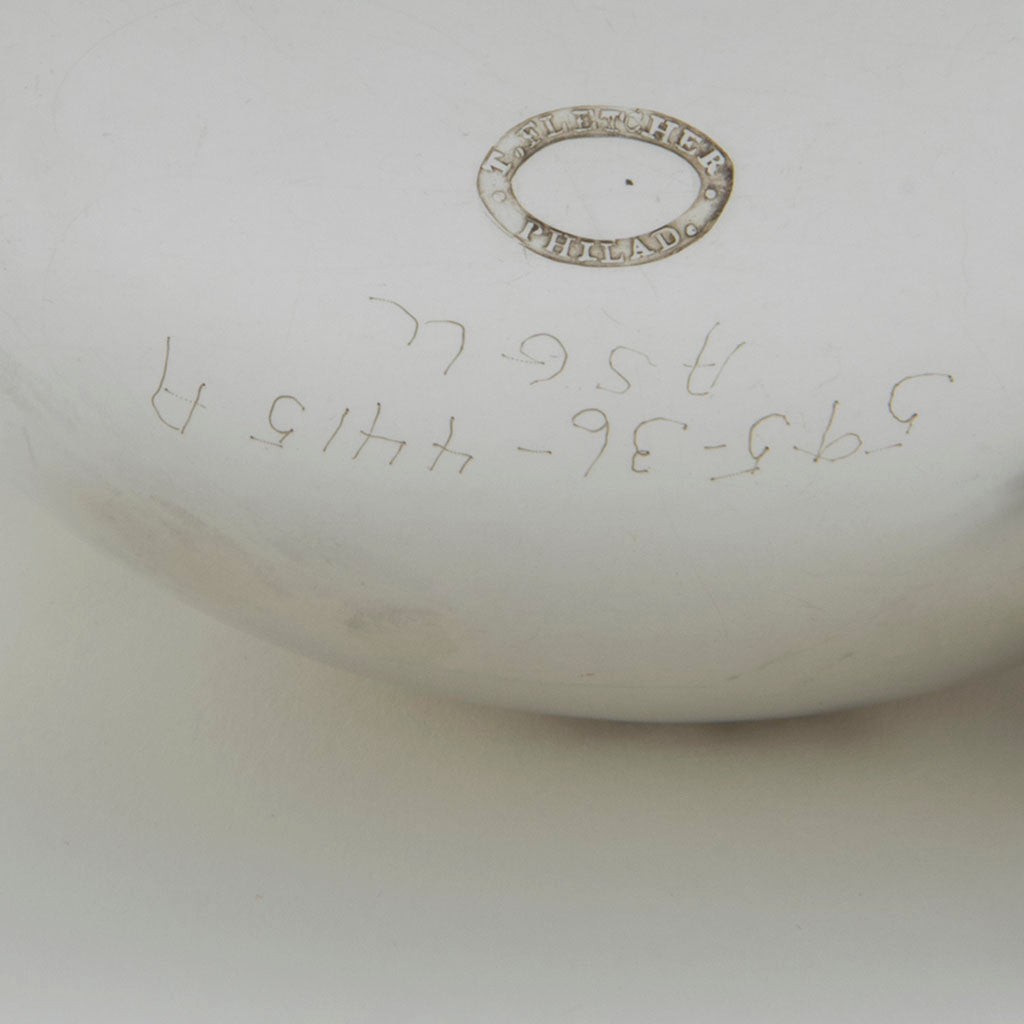 T. FLETCHER.
PHILAD.
595-36-4415 A